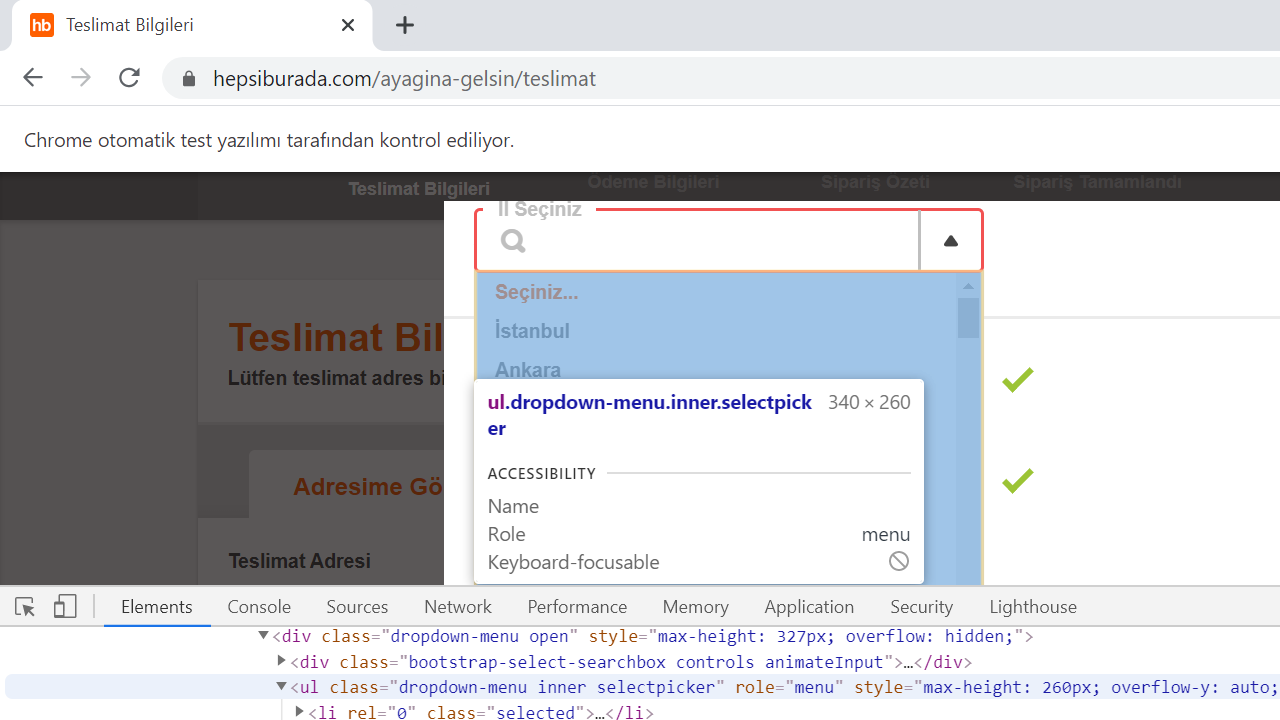 hb Teslimat Bilgileri
hepsiburada.com/ayagina-gelsin/teslimat
Chrome otomatik test yazılımı tarafından kontrol ediliyor.
Teslimat Bilgileri Ödeme Bilgileri Sipariş Özeti Sipariş Tamamlandı
İl Seçiniz
Seçiniz...
İstanbul
Ankara
Teslimat Bil
Lütfen teslimat adres bi
ul.dropdown-menu.inner.selectpick 340 × 260
er
ACCESSIBILITY
Name
Role menu
Keyboard-focusable
Adresime Gö
Teslimat Adresi
Elements Console Sources Network Performance Memory Application Security Lighthouse
<div class="dropdown-menu open" style="max-height: 327px; overflow: hidden;">
<div class="bootstrap-select-searchbox controls animateInput">…</div>
<ul class="dropdown-menu inner selectpicker" role="menu" style="max-height: 260px; overflow-y: auto;
<li rel="0" class="selected">…</li>